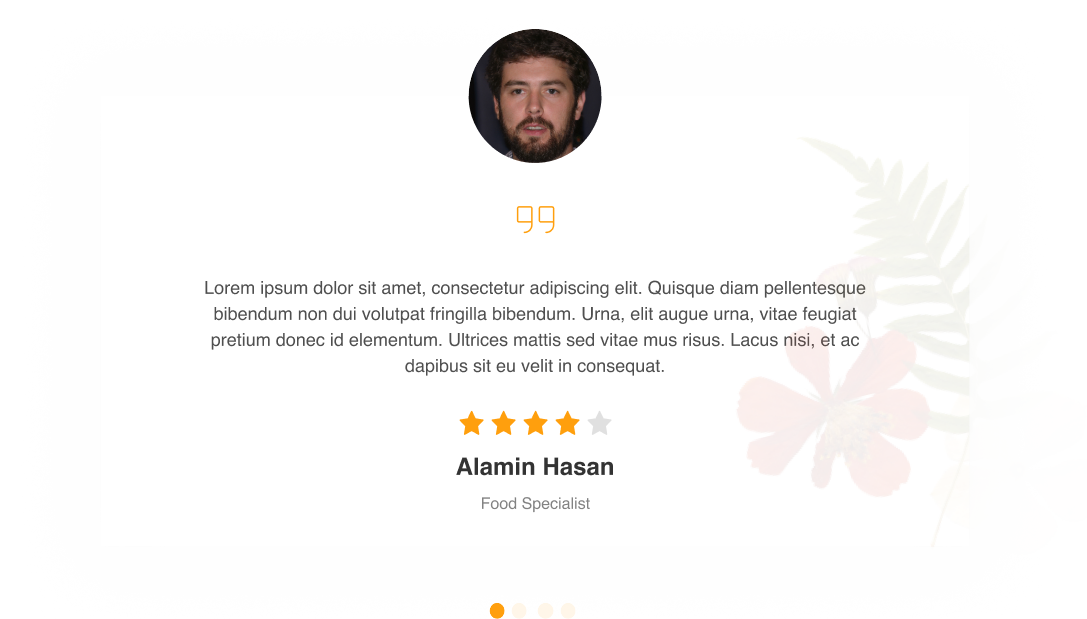 Lorem ipsum dolor sit amet, consectetur adipiscing elit. Quisque diam pellentesque
bibendum non dui volutpat fringilla bibendum. Urna, elit augue urna, vitae feugiat
pretium donec id elementum. Ultrices mattis sed vitae mus risus. Lacus nisi, et ac
dapibus sit eu velit in consequat.
Alamin Hasan
Food Specialist